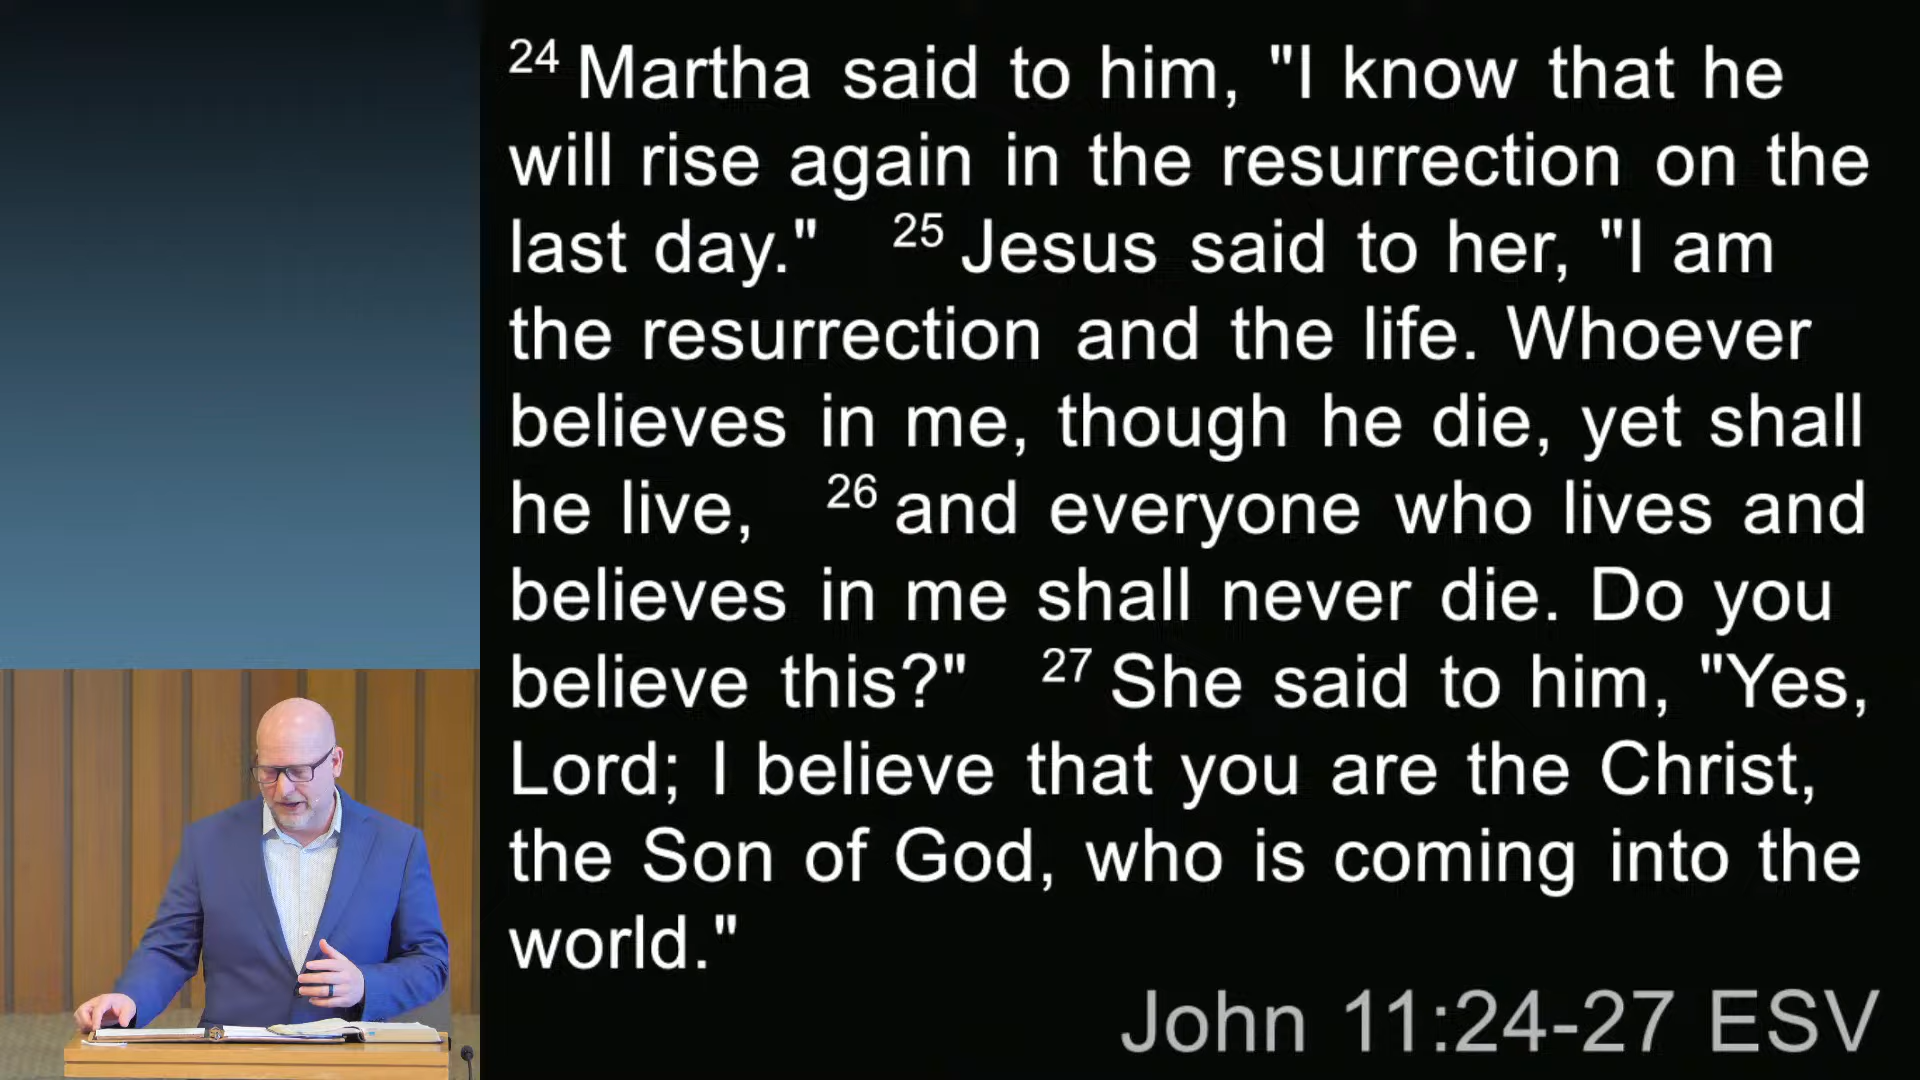 24 Martha said to him, "I know that he
will rise again in the resurrection on the
last day." 25 Jesus said to her, "I am
the resurrection and the life. Whoever
believes in me, though he die, yet shall
he live, 26 and everyone who lives and
believes in me shall never die. Do you
believe this?" 27 She said to him, "Yes,
Lord; I believe that you are the Christ,
the Son of God, who is coming into the
world."
John 11:24-27 ESV